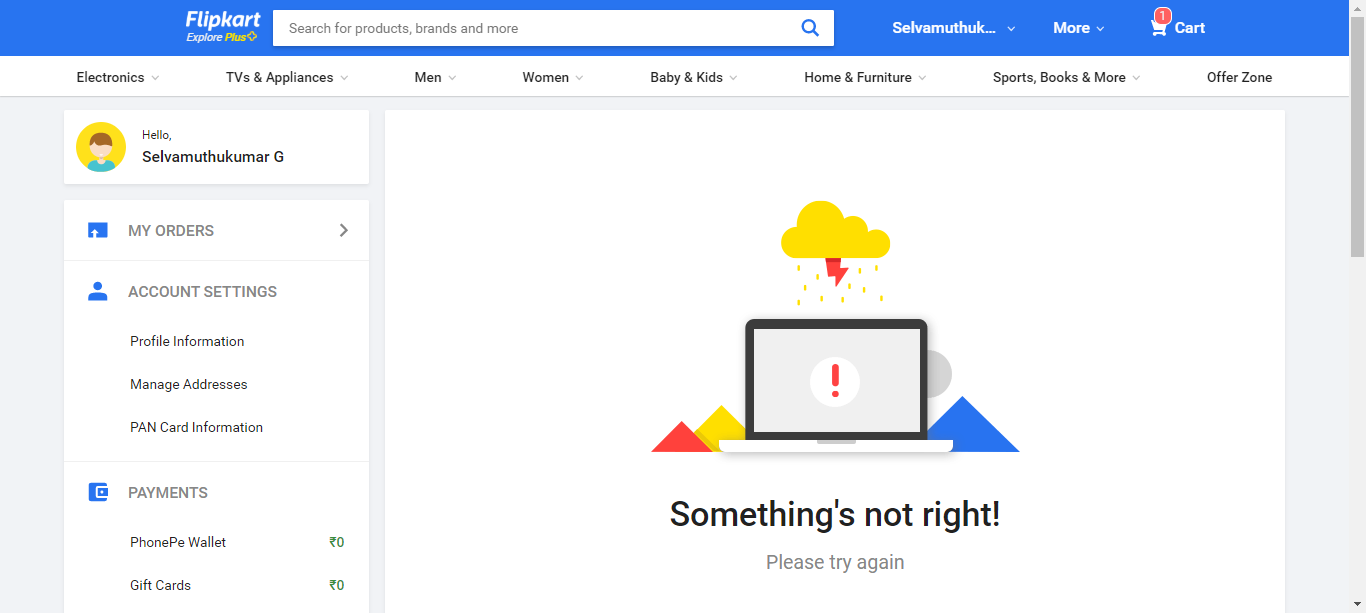 Flipkart
Explore Plus
Search for products, brands and more
Selvamuthuk...
More
1
Cart
Electronics
TVs & Appliances
Men
Women
Baby & Kids
Home & Furniture
Sports, Books & More
Offer Zone
Hello,
Selvamuthukumar G
MY ORDERS
ACCOUNT SETTINGS
Profile Information
Manage Addresses
PAN Card Information
PAYMENTS
PhonePe Wallet ₹0
Gift Cards ₹0
!
Something's not right!
Please try again